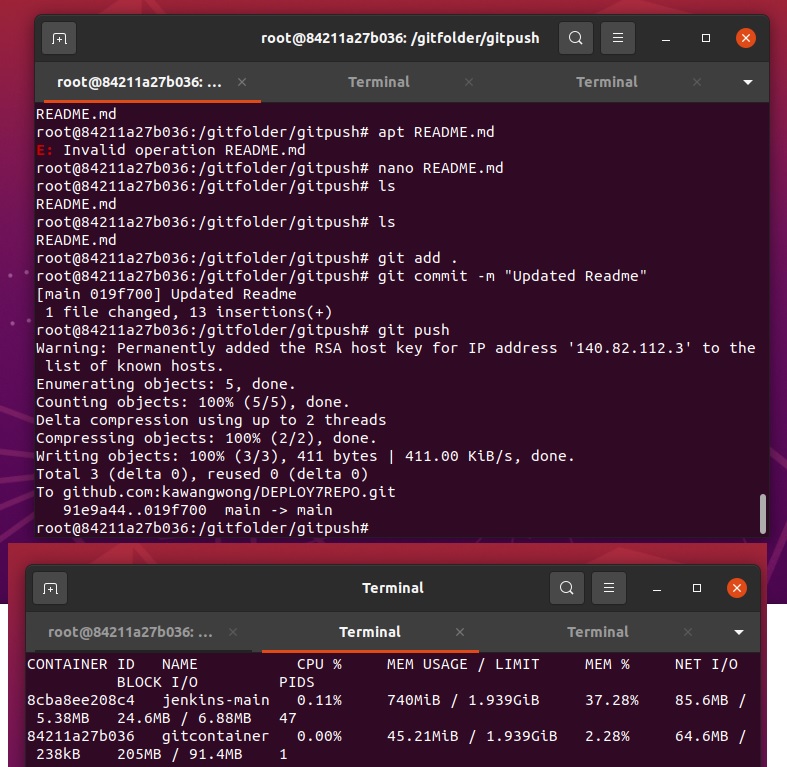 root@84211a27b036: /gitfolder/gitpush
root@84211a27b036: ... Terminal Terminal
README.md
root@84211a27b036:/gitfolder/gitpush# apt README.md
E: Invalid operation README.md
root@84211a27b036:/gitfolder/gitpush# nano README.md
root@84211a27b036:/gitfolder/gitpush# ls
README.md
root@84211a27b036:/gitfolder/gitpush# ls
README.md
root@84211a27b036:/gitfolder/gitpush# git add .
root@84211a27b036:/gitfolder/gitpush# git commit -m "Updated Readme"
[main 019f700] Updated Readme
 1 file changed, 13 insertions(+)
root@84211a27b036:/gitfolder/gitpush# git push
Warning: Permanently added the RSA host key for IP address '140.82.112.3' to the
 list of known hosts.
Enumerating objects: 5, done.
Counting objects: 100% (5/5), done.
Delta compression using up to 2 threads
Compressing objects: 100% (2/2), done.
Writing objects: 100% (3/3), 411 bytes | 411.00 KiB/s, done.
Total 3 (delta 0), reused 0 (delta 0)
To github.com:kawangwong/DEPLOY7REPO.git
   91e9a44..019f700  main -> main
root@84211a27b036:/gitfolder/gitpush#
Terminal
root@84211a27b036: ... Terminal Terminal
CONTAINER ID   NAME           CPU %     MEM USAGE / LIMIT     MEM %     NET I/O
          BLOCK I/O         PIDS
8cba8ee208c4   jenkins-main   0.11%     740MiB / 1.939GiB     37.28%    85.6MB /
 5.38MB   24.6MB / 6.88MB   47
84211a27b036   gitcontainer   0.00%     45.21MiB / 1.939GiB   2.28%     64.6MB /
 238kB    205MB / 91.4MB    1